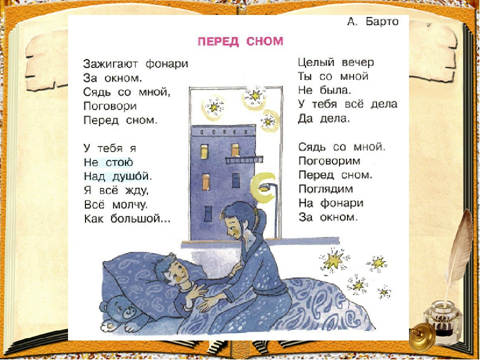 А. Барто
ПЕРЕД СНОМ
Зажигают фонари
За окном.
Сядь со мной,
Поговори
Перед сном.
У тебя я
Не стою́
Над душо́й.
Я всё жду,
Всё молчу.
Как большой...
Целый вечер
Ты со мной
Не была.
У тебя всё дела
Да дела.
Сядь со мной.
Поговорим
Перед сном.
Поглядим
На фонари
За окном.